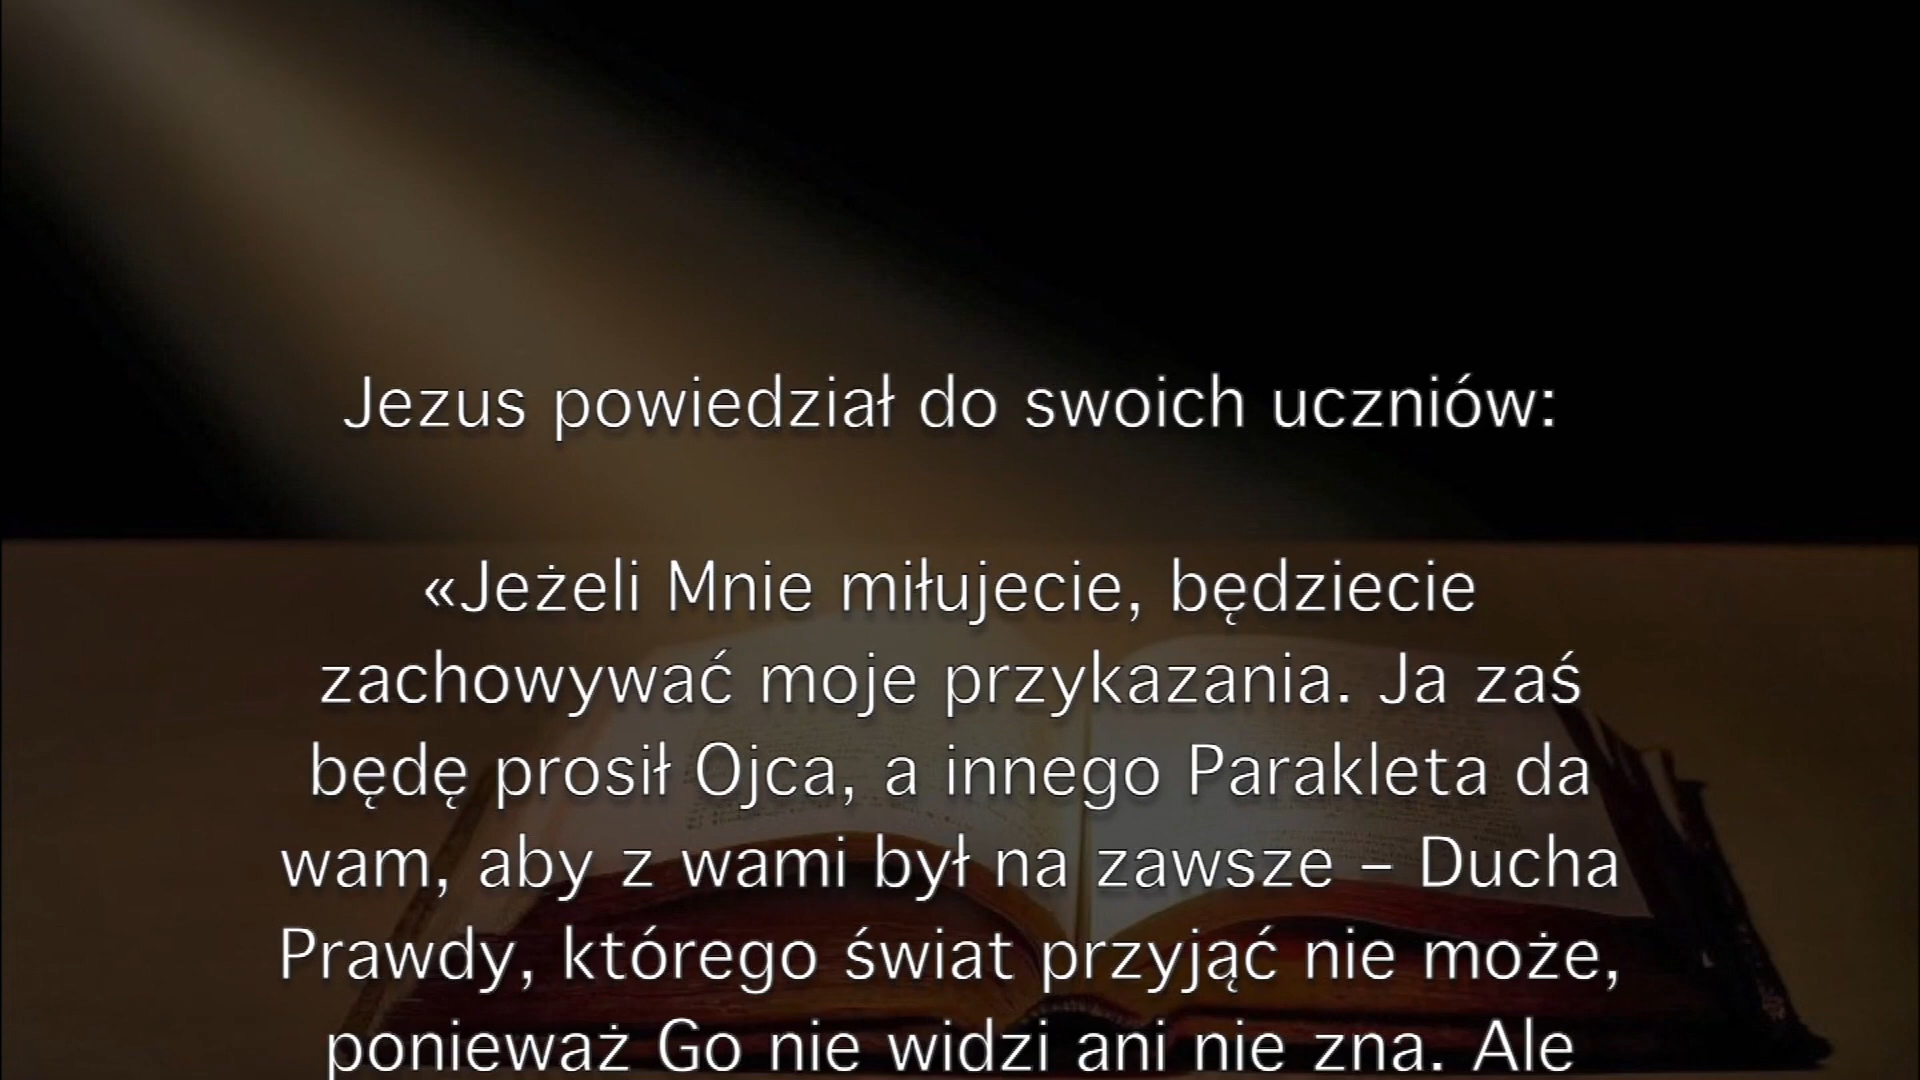 Jezus powiedział do swoich uczniów:
«Jeżeli Mnie miłujecie, będziecie
zachowywać moje przykazania. Ja zaś
będę prosił Ojca, a innego Parakleta da
wam, aby z wami był na zawsze – Ducha
Prawdy, którego świat przyjąć nie może,
ponieważ Go nie widzi ani nie zna. Ale